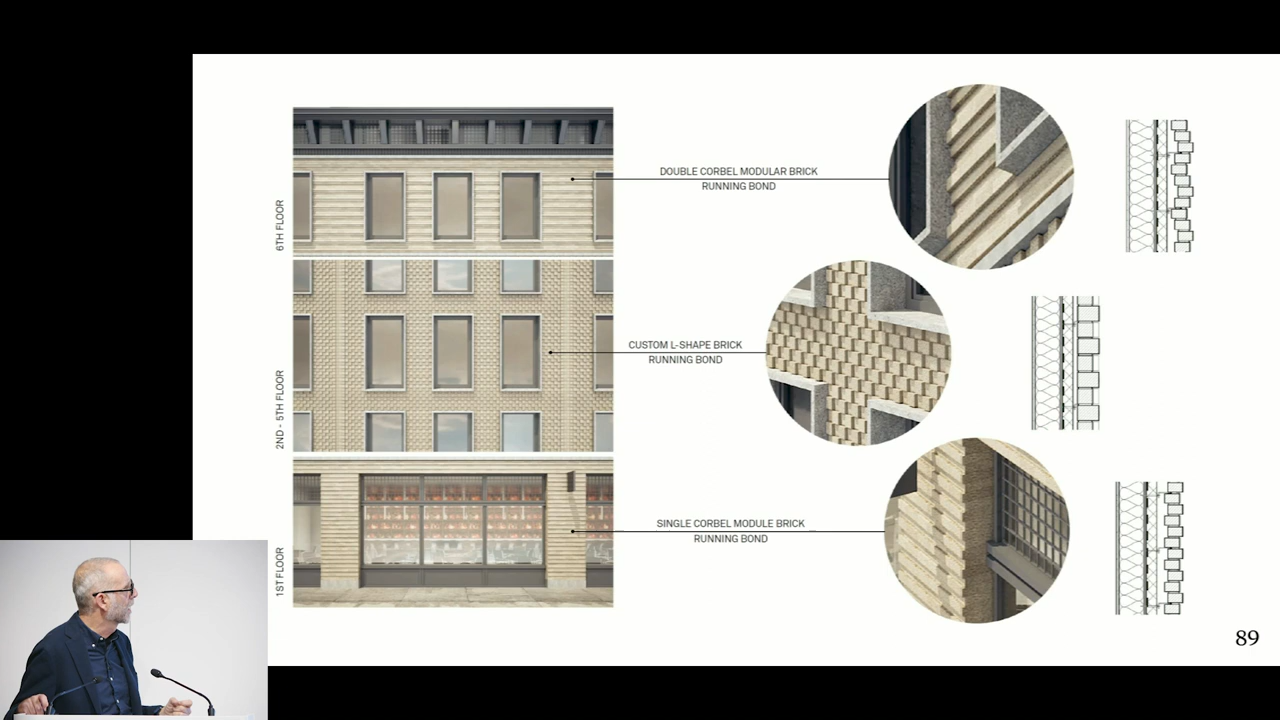 DOUBLE CORBEL MODULAR BRICK
RUNNING BOND
6TH FLOOR
CUSTOM L-SHAPE BRICK
RUNNING BOND
2ND - 5TH FLOOR
SINGLE CORBEL MODULE BRICK
RUNNING BOND
1ST FLOOR
89